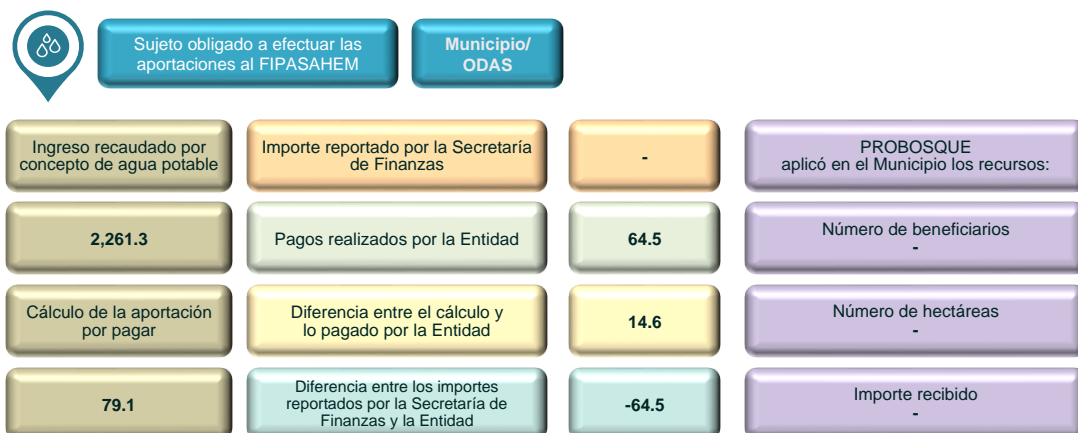 Sujeto obligado a efectuar las
aportaciones al FIPASAHEM
Municipio/
ODAS
Ingreso recaudado por
concepto de agua potable
Importe reportado por la Secretaría
de Finanzas
-
PROBOSQUE
aplicó en el Municipio los recursos:
2,261.3
Pagos realizados por la Entidad
64.5
Número de beneficiarios
-
Cálculo de la aportación
por pagar
Diferencia entre el cálculo y
lo pagado por la Entidad
14.6
Número de hectáreas
-
79.1
Diferencia entre los importes
reportados por la Secretaría de
Finanzas y la Entidad
-64.5
Importe recibido
-